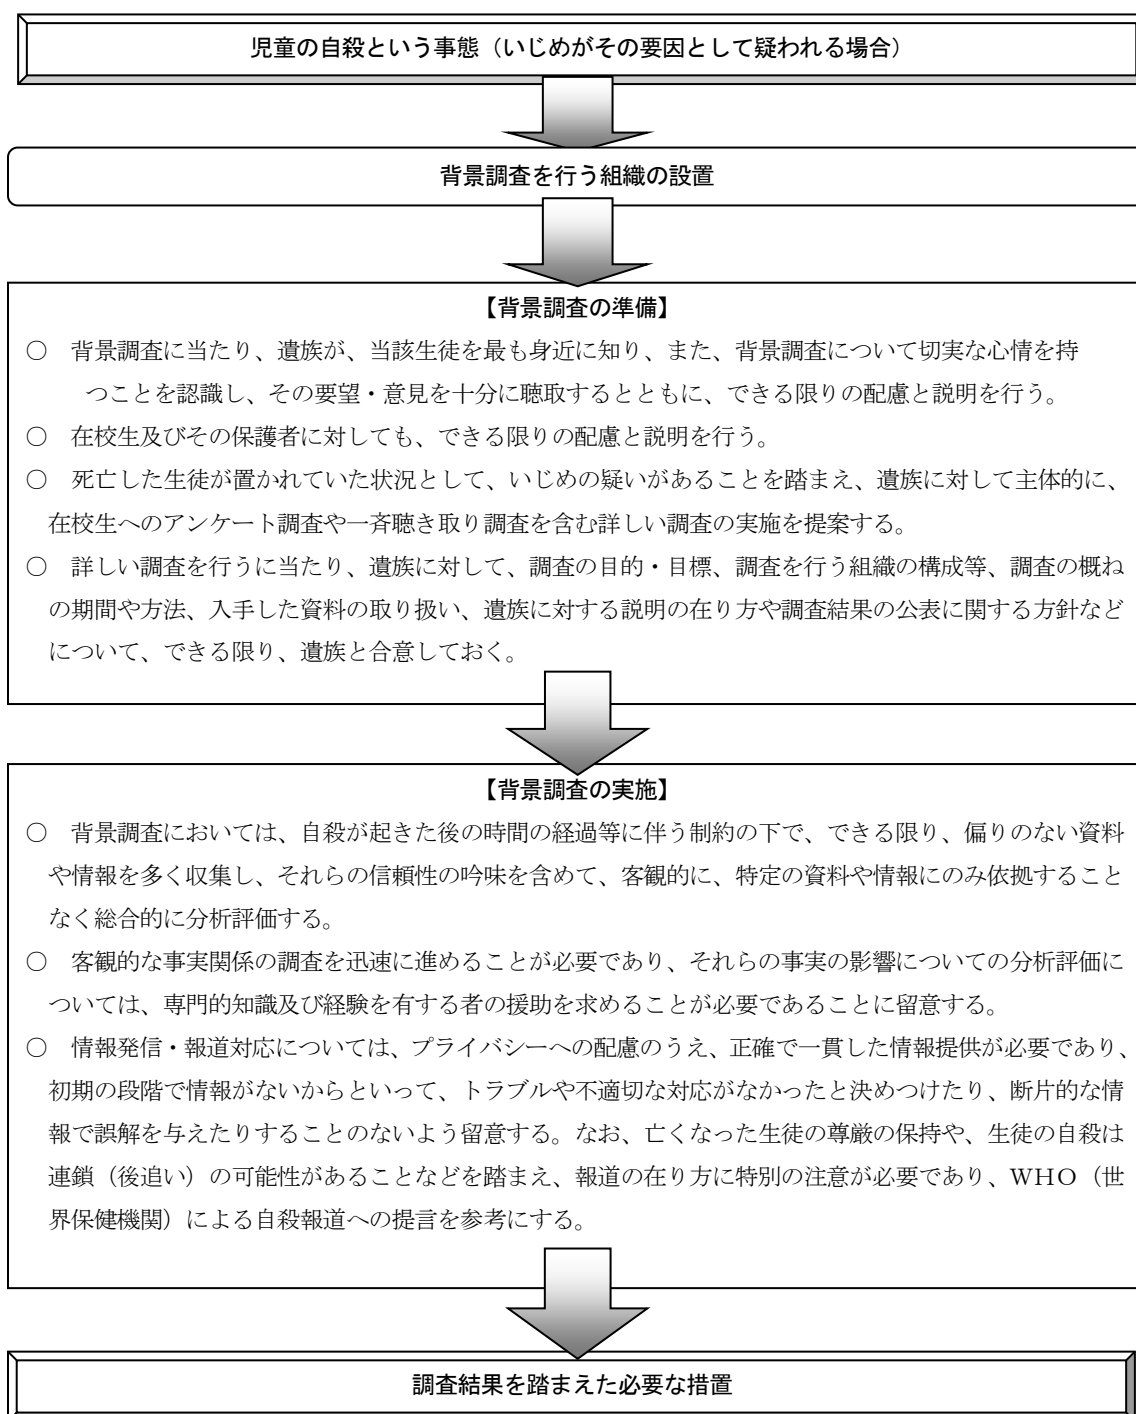 児童の自殺という事態（いじめがその要因として疑われる場合）
背景調査を行う組織の設置
【背景調査の準備】
○　背景調査に当たり、遺族が、当該生徒を最も身近に知り、また、背景調査について切実な心情を持
つことを認識し、その要望・意見を十分に聴取するとともに、できる限りの配慮と説明を行う。
○　在校生及びその保護者に対しても、できる限りの配慮と説明を行う。
○　死亡した生徒が置かれていた状況として、いじめの疑いがあることを踏まえ、遺族に対して主体的に、
在校生へのアンケート調査や一斉聴き取り調査を含む詳しい調査の実施を提案する。
○　詳しい調査を行うに当たり、遺族に対して、調査の目的・目標、調査を行う組織の構成等、調査の概ね
の期間や方法、入手した資料の取り扱い、遺族に対する説明の在り方や調査結果の公表に関する方針など
について、できる限り、遺族と合意しておく。
【背景調査の実施】
○　背景調査においては、自殺が起きた後の時間の経過等に伴う制約の下で、できる限り、偏りのない資料
や情報を多く収集し、それらの信頼性の吟味を含めて、客観的に、特定の資料や情報にのみ依拠すること
なく総合的に分析評価する。
○　客観的な事実関係の調査を迅速に進めることが必要であり、それらの事実の影響についての分析評価に
ついては、専門的知識及び経験を有する者の援助を求めることが必要であることに留意する。
○　情報発信・報道対応については、プライバシーへの配慮のうえ、正確で一貫した情報提供が必要であり、
初期の段階で情報がないからといって、トラブルや不適切な対応がなかったと決めつけたり、断片的な情
報で誤解を与えたりすることのないよう留意する。なお、亡くなった生徒の尊厳の保持や、生徒の自殺は
連鎖（後追い）の可能性があることなどを踏まえ、報道の在り方に特別の注意が必要であり、WHO（世
界保健機関）による自殺報道への提言を参考にする。
調査結果を踏まえた必要な措置